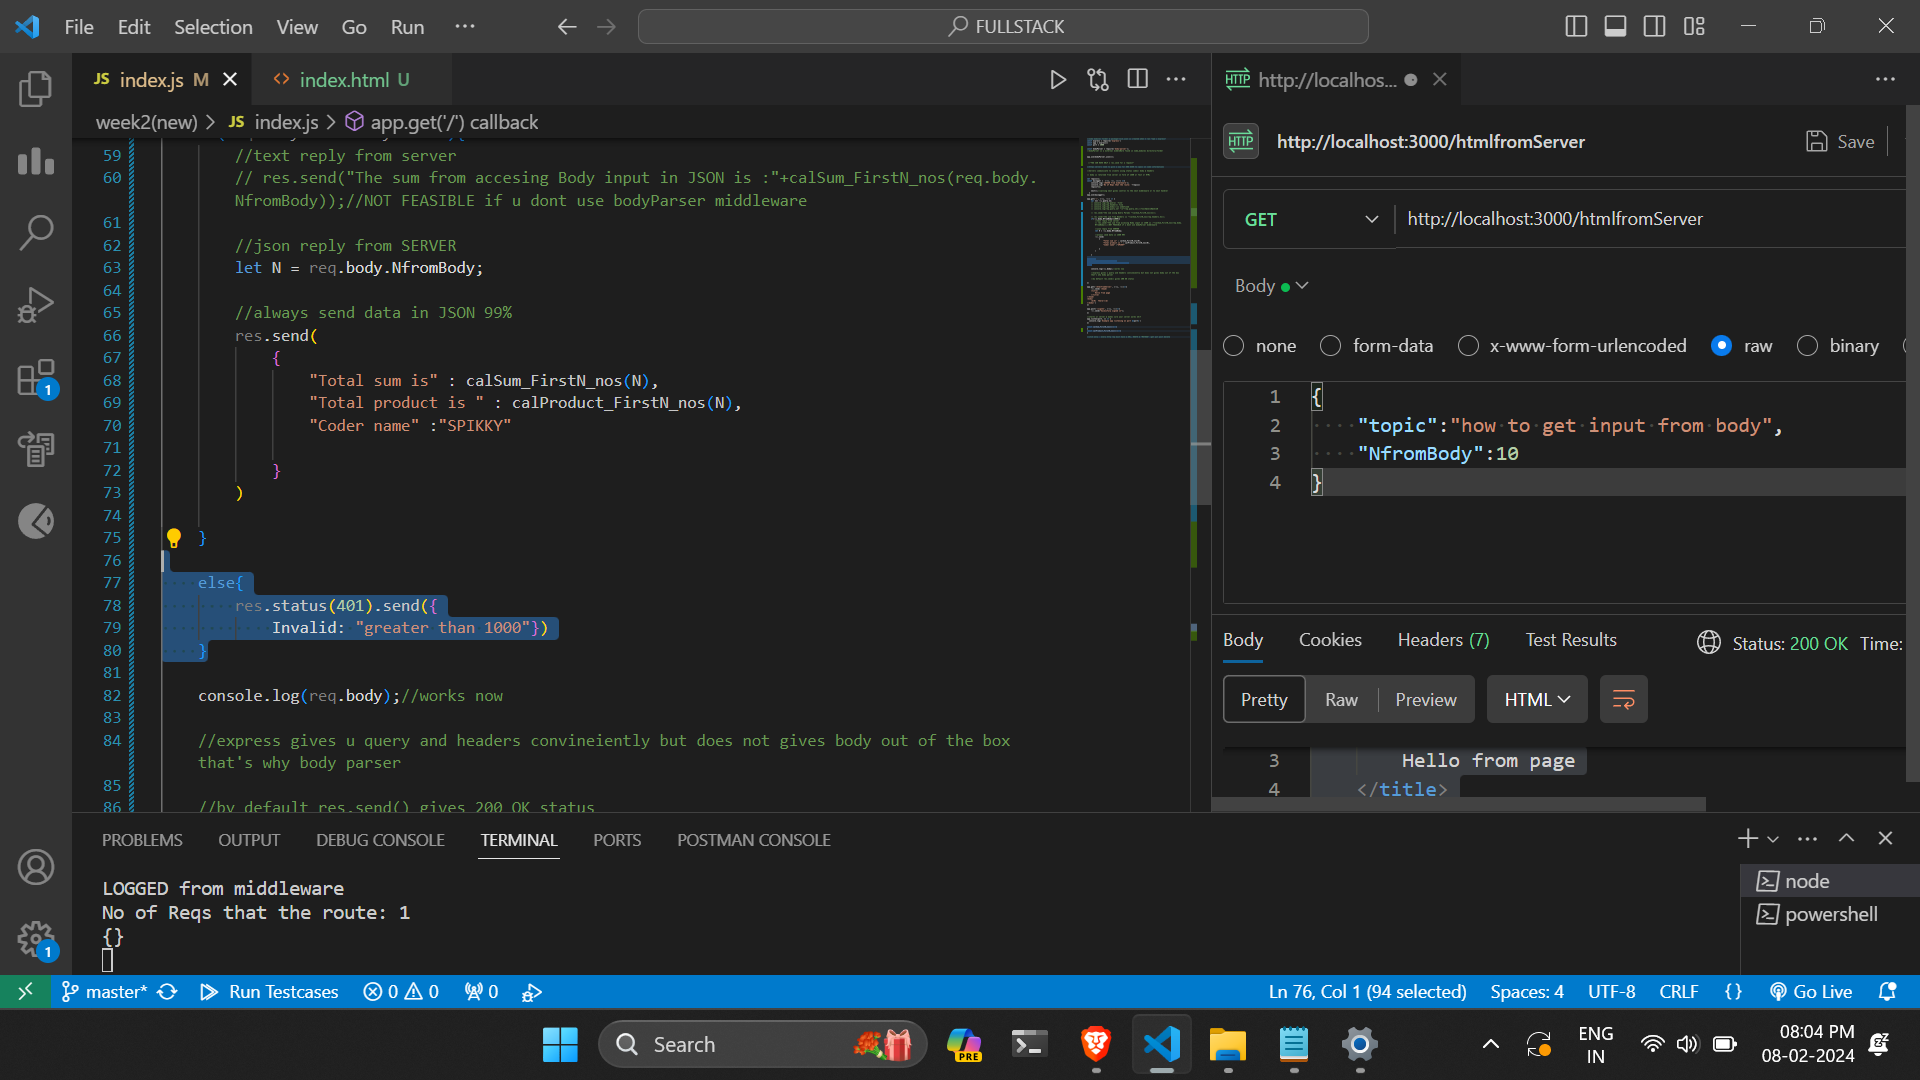 File Edit Selection View Go Run ··· FULLSTACK
JS index.js M
<> index.html U
week2(new) > JS index.js > app.get('/') callback
59 //text reply from server
60 // res.send("The sum from accesing Body input in JSON is :"+calSum_FirstN_nos(req.body.
NfromBody));//NOT FEASIBLE if u dont use bodyParser middleware
61
62 //json reply from SERVER
63 let N = req.body.NfromBody;
64
65 //always send data in JSON 99%
66 res.send(
67 {
68 "Total sum is" : calSum_FirstN_nos(N),
69 "Total product is " : calProduct_FirstN_nos(N),
70 "Coder name" :"SPIKKY"
71
72 }
73 )
74
75 }
76
77 else{
78 res.status(401).send({
79 Invalid: "greater than 1000"})
80 }
81
82 console.log(req.body);//works now
83
84 //express gives u query and headers convineiently but does not gives body out of the box
that's why body parser
85
86 //by default res.send() gives 200 OK status
HTTP http://localhos...
HTTP http://localhost:3000/htmlfromServer Save
GET http://localhost:3000/htmlfromServer
Body
none form-data x-www-form-urlencoded raw binary
1 {
2 "topic":"how to get input from body",
3 "NfromBody":10
4 }
Body Cookies Headers (7) Test Results Status: 200 OK Time:
Pretty Raw Preview HTML
3 Hello from page
4 </title>
PROBLEMS OUTPUT DEBUG CONSOLE TERMINAL PORTS POSTMAN CONSOLE
LOGGED from middleware
No of Reqs that the route: 1
{}
node
powershell
1
1
master* Run Testcases 0 0 0 Ln 76, Col 1 (94 selected) Spaces: 4 UTF-8 CRLF {} Go Live
Search PRE ENG
IN
08:04 PM
08-02-2024